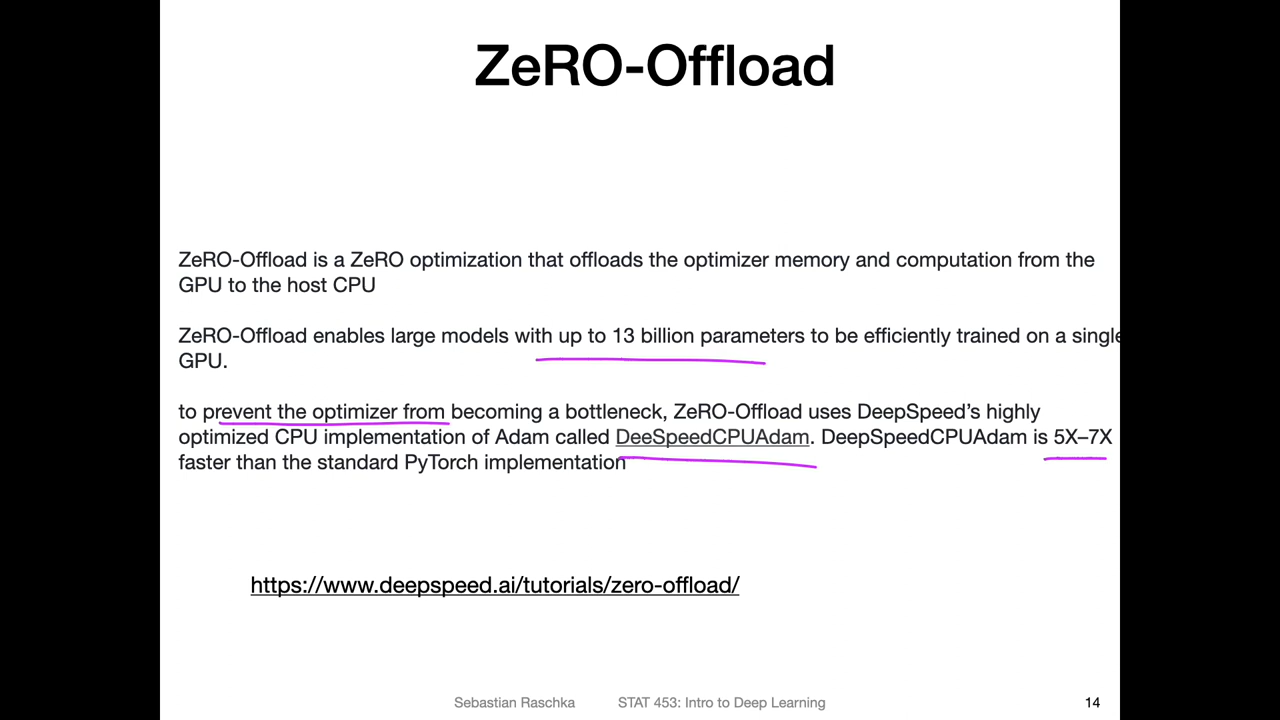 ZeRO-Offload
ZeRO-Offload is a ZeRO optimization that offloads the optimizer memory and computation from the
GPU to the host CPU
ZeRO-Offload enables large models with up to 13 billion parameters to be efficiently trained on a single
GPU.
to prevent the optimizer from becoming a bottleneck, ZeRO-Offload uses DeepSpeed’s highly
optimized CPU implementation of Adam called DeeSpeedCPUAdam. DeepSpeedCPUAdam is 5X–7X
faster than the standard PyTorch implementation
https://www.deepspeed.ai/tutorials/zero-offload/
Sebastian Raschka STAT 453: Intro to Deep Learning 14